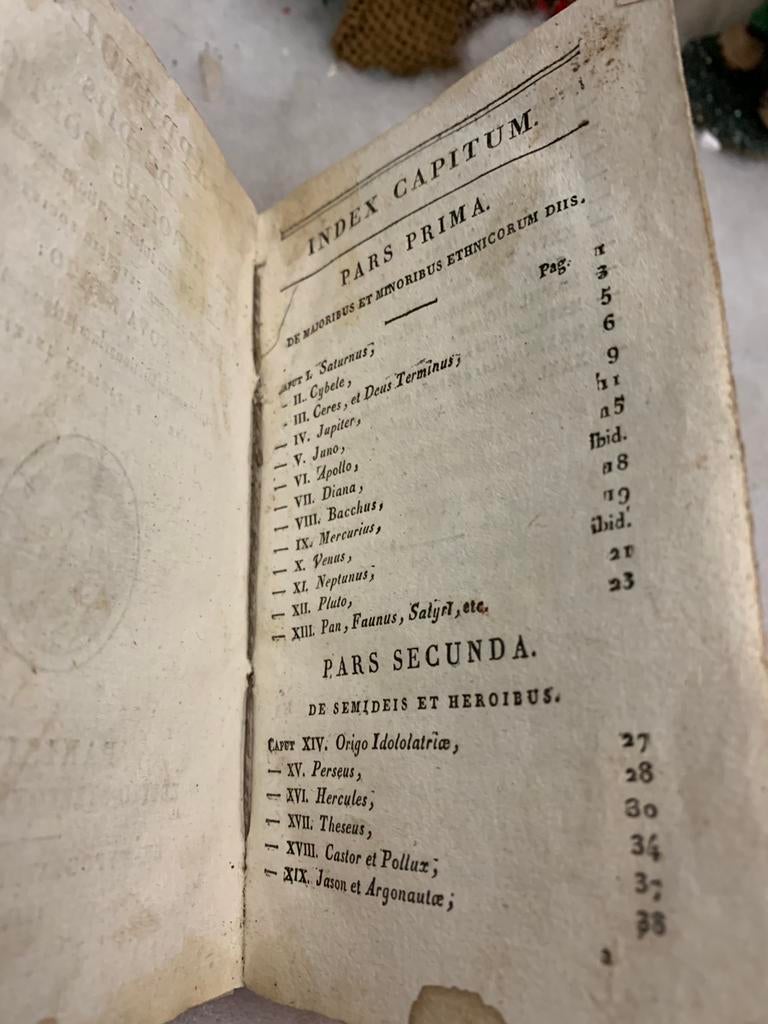 INDEX CAPITUM.
PARS PRIMA.
DE MAJORIBUS ET MINORIBUS ETHNICORUM DIIS.
CAPUT I. Saturnus, Pag. 1
— II. Cybele, 3
— III. Ceres, et Deus Terminus, 5
— IV. Jupiter, 6
— V. Juno, 9
— VI. Apollo, 11
— VII. Diana, 15
— VIII. Bacchus, Ibid.
— IX. Mercurius, 18
— X. Venus, 19
— XI. Neptunus, ibid.
— XII. Pluto, 21
— XIII. Pan, Faunus, Satyri, etc. 23
PARS SECUNDA.
DE SEMIDEIS ET HEROIBUS.
CAPUT XIV. Origo Idololatriæ, 27
— XV. Perseus, 28
— XVI. Hercules, 30
— XVII. Theseus, 34
— XVIII. Castor et Pollux, 37
— XIX. Jason et Argonautæ, 38
a